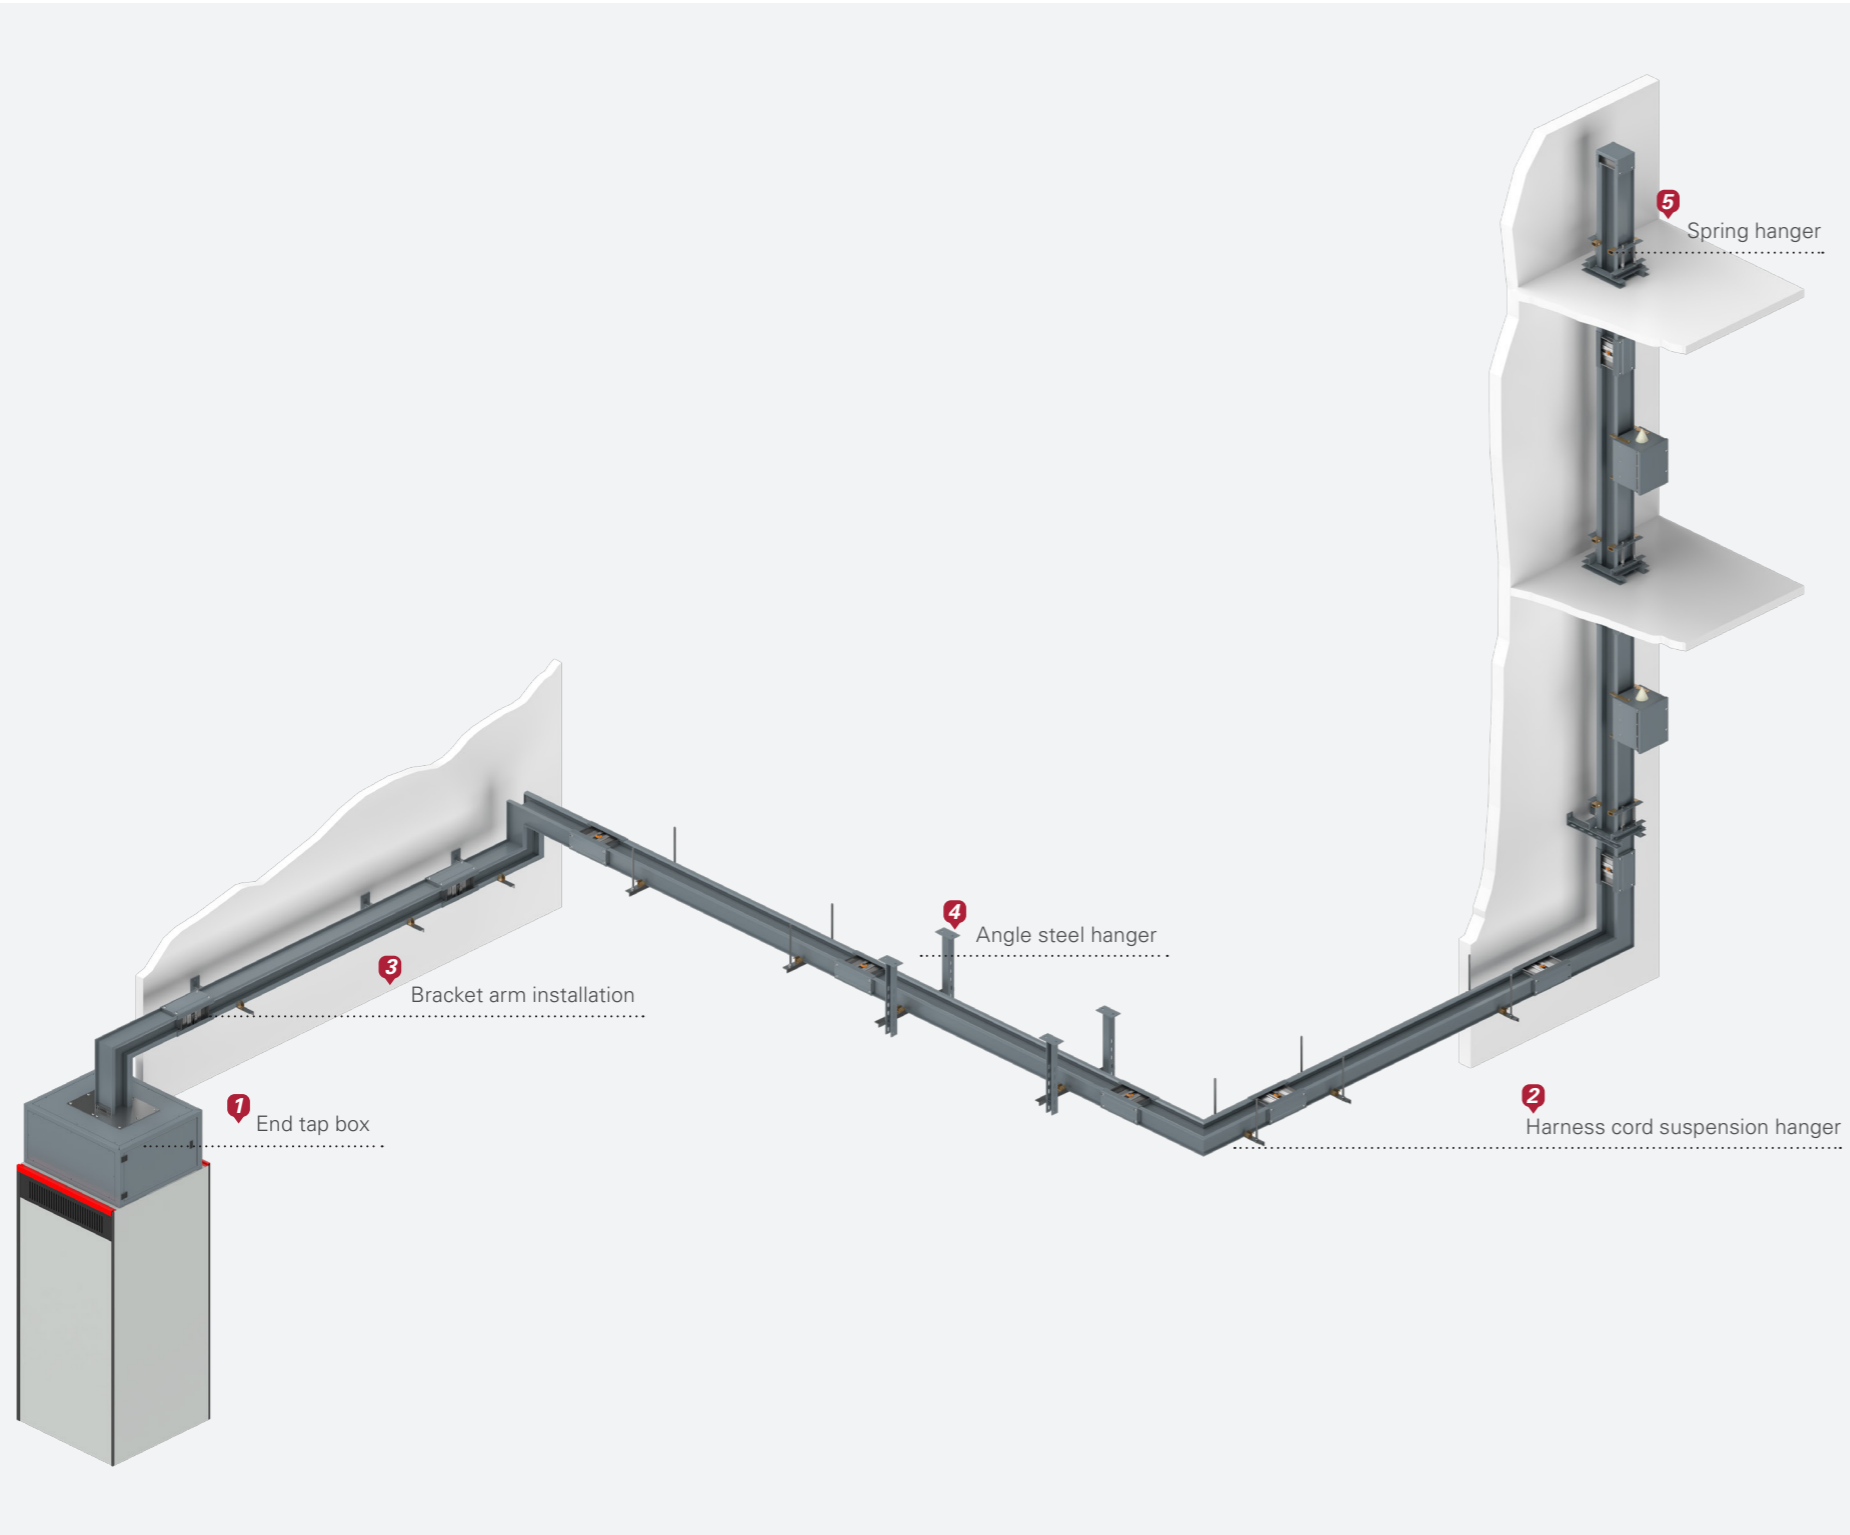 5
Spring hanger
4
Angle steel hanger
3
Bracket arm installation
1
End tap box
2
Harness cord suspension hanger